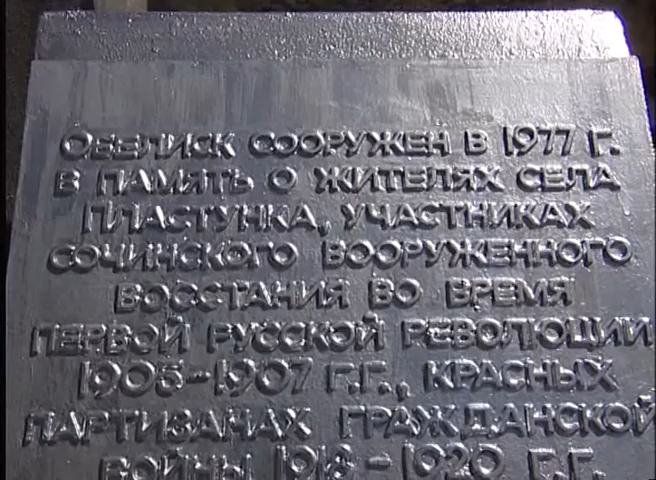 Обелиск сооружен в 1977 г.
в память о жителях села
Пластунка, участниках
сочинского вооруженного
восстания во время
первой русской революции
1905-1907 г.г., красных
партизанах гражданской
войны 1918-1920 г.г.